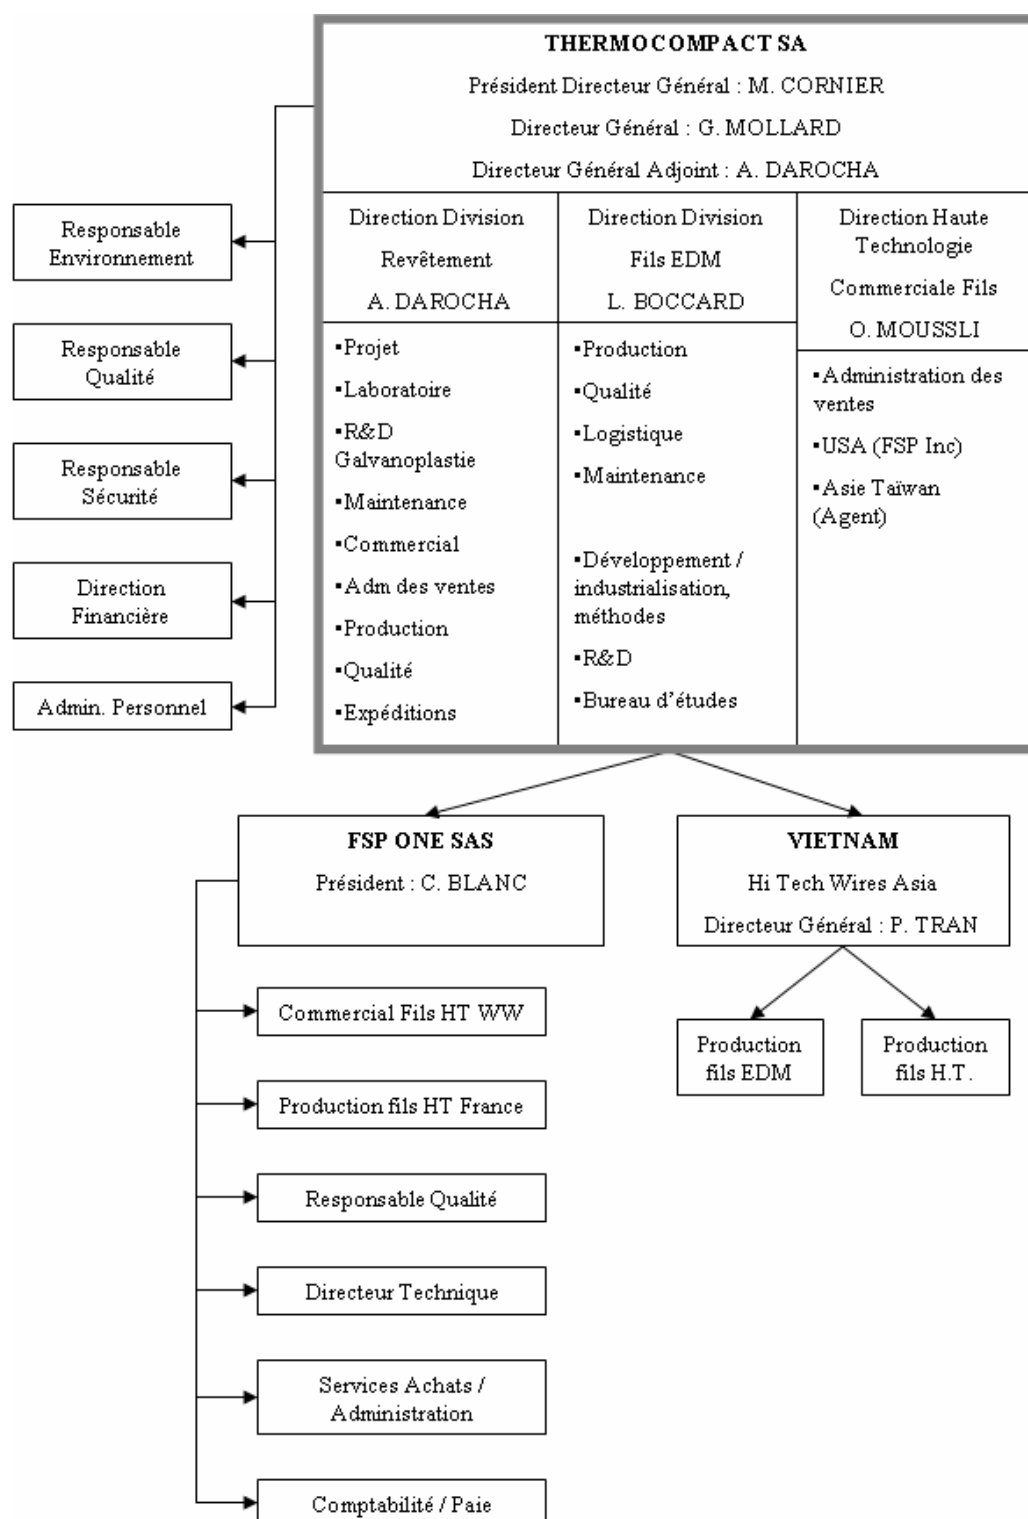 THERMOCOMPACT SA
Président Directeur Général : M. CORNIER
Directeur Général : G. MOLLARD
Directeur Général Adjoint : A. DAROCHA
Responsable
Environnement
Responsable
Qualité
Responsable
Sécurité
Direction
Financière
Admin. Personnel
Direction Division
Revêtement
A. DAROCHA
▪Projet
▪Laboratoire
▪R&D
Galvanoplastie
▪Maintenance
▪Commercial
▪Adm des ventes
▪Production
▪Qualité
▪Expéditions
Direction Division
Fils EDM
L. BOCCARD
▪Production
▪Qualité
▪Logistique
▪Maintenance
▪Développement /
industrialisation,
méthodes
▪R&D
▪Bureau d’études
Direction Haute
Technologie
Commerciale Fils
O. MOUSSLI
▪Administration des
ventes
▪USA (FSP Inc)
▪Asie Taïwan
(Agent)
FSP ONE SAS
Président : C. BLANC
Commercial Fils HT WW
Production fils HT France
Responsable Qualité
Directeur Technique
Services Achats /
Administration
Comptabilité / Paie
VIETNAM
Hi Tech Wires Asia
Directeur Général : P. TRAN
Production
fils EDM
Production
fils H.T.